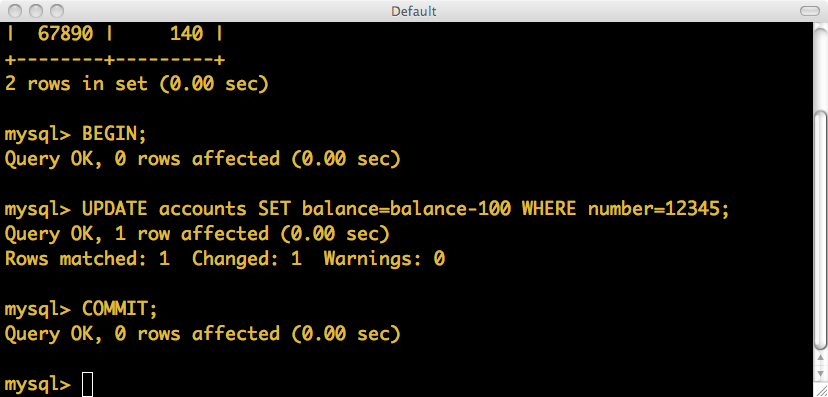 Default
|  67890 |     140 |
+--------+---------+
2 rows in set (0.00 sec)
mysql> BEGIN;
Query OK, 0 rows affected (0.00 sec)
mysql> UPDATE accounts SET balance=balance-100 WHERE number=12345;
Query OK, 1 row affected (0.00 sec)
Rows matched: 1  Changed: 1  Warnings: 0
mysql> COMMIT;
Query OK, 0 rows affected (0.00 sec)
mysql>